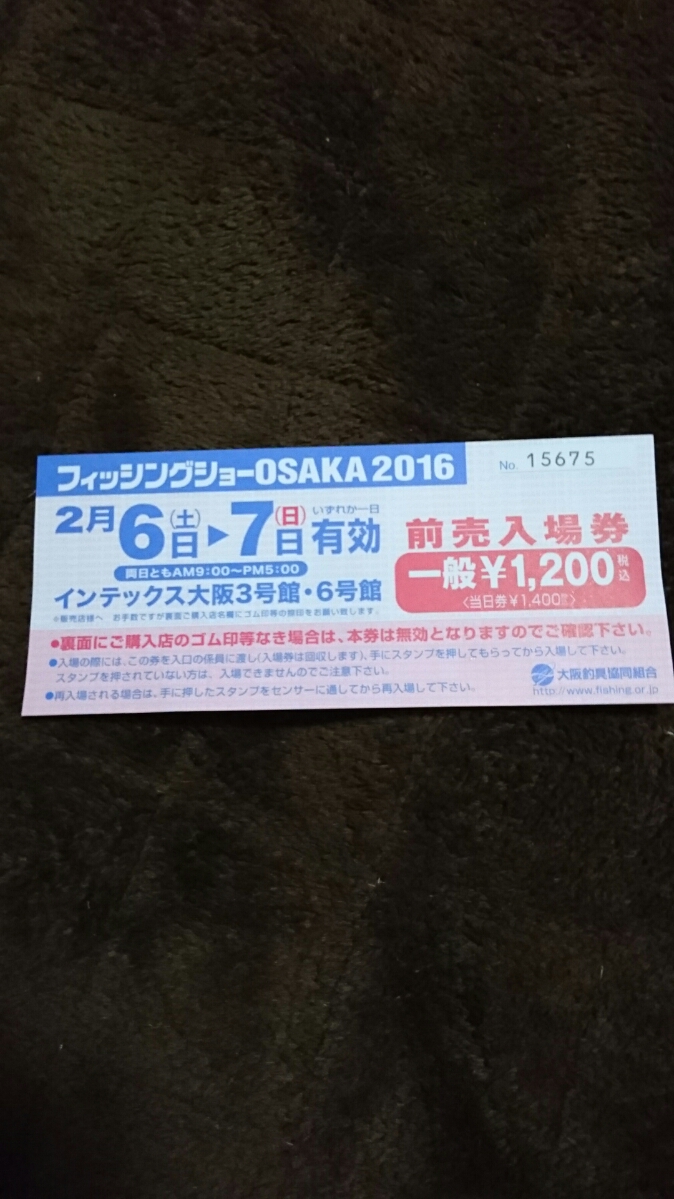 フィッシングショーOSAKA 2016
No. 15675
2月6日(土)▶7日(日)いずれか一日有効
両日ともAM9:00〜PM5:00
インテックス大阪3号館・6号館
※販売店様へ お手数ですが裏面ご購入店名欄にゴム印等の捺印をお願い致します。
前売入場券
一般¥1,200税込
〈当日券¥1,400税込〉
●裏面にご購入店のゴム印等なき場合は、本券は無効となりますのでご確認下さい。
●入場の際には、この券を入口の係員に渡し(入場券は回収します)、手にスタンプを押してもらってから入場して下さい。
スタンプを押されていない方は、入場できませんのでご注意下さい。
●再入場される場合は、手に押したスタンプをセンサーに通してから再入場して下さい。
大阪釣具協同組合
http://www.fishing.or.jp